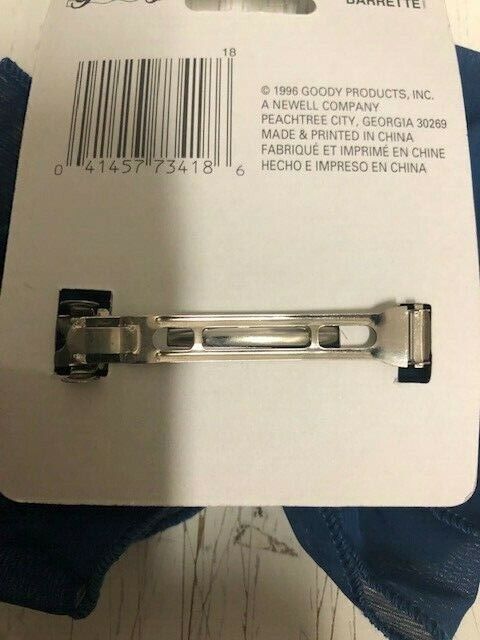 BARRETTE
18
0 41457 73418 6
© 1996 GOODY PRODUCTS, INC.
A NEWELL COMPANY
PEACHTREE CITY, GEORGIA 30269
MADE & PRINTED IN CHINA
FABRIQUÉ ET IMPRIMÉ EN CHINE
HECHO E IMPRESO EN CHINA